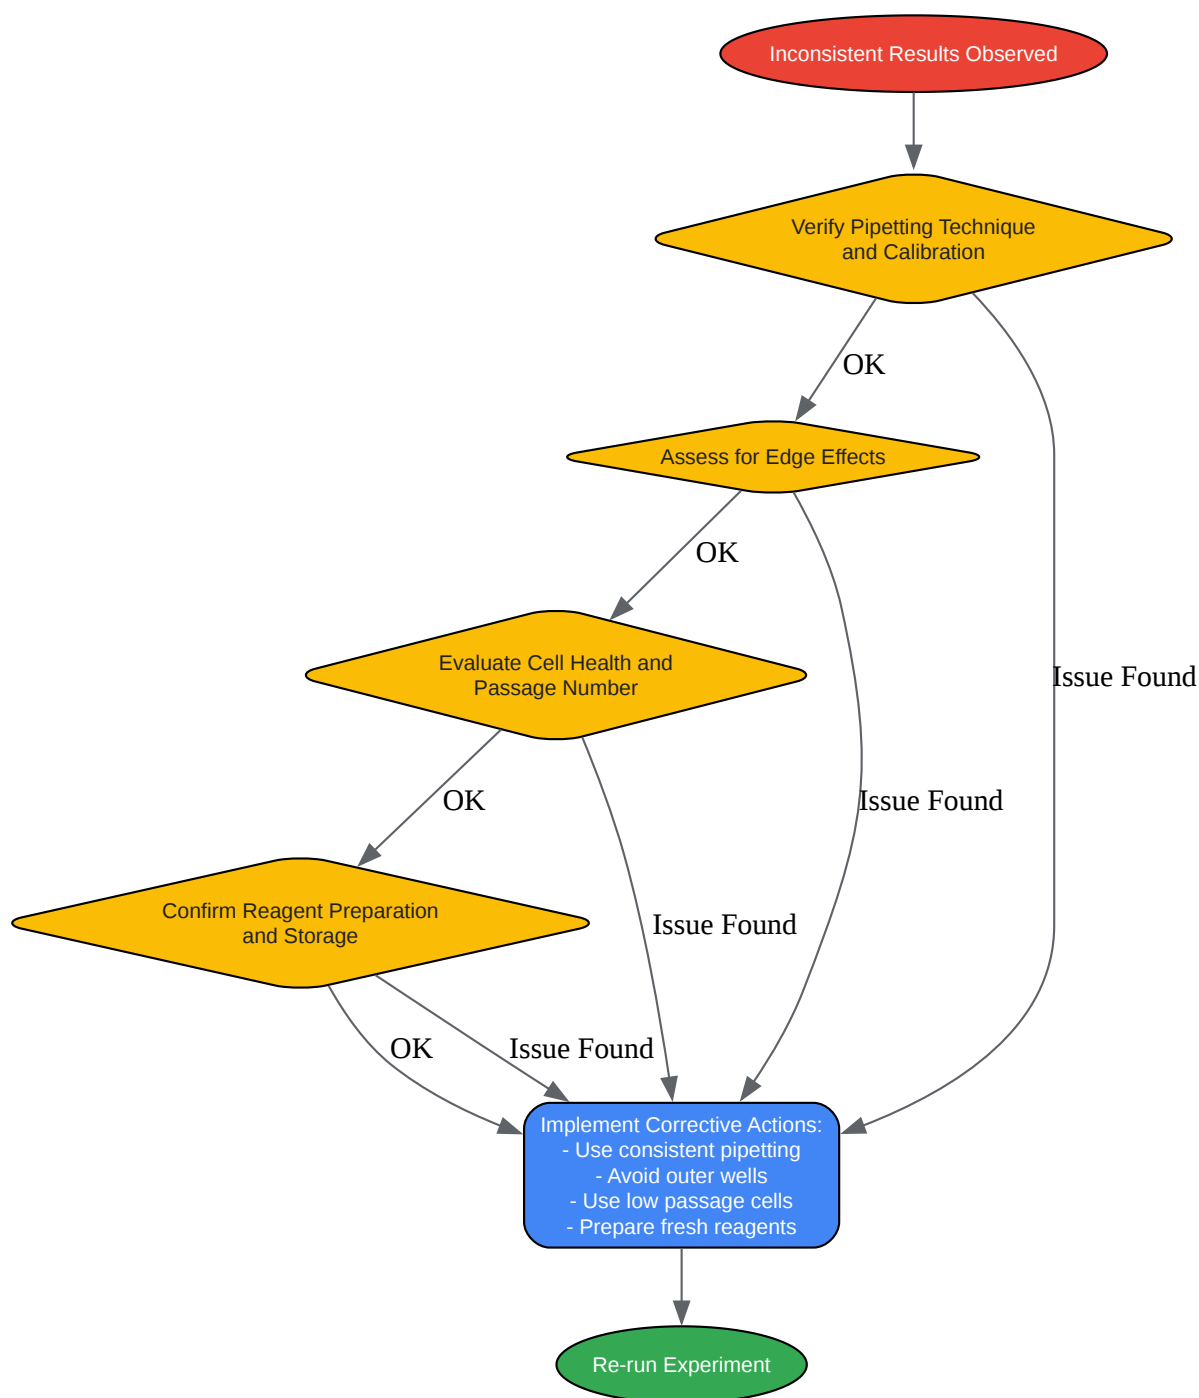 Inconsistent Results Observed
Verify Pipetting Technique
and Calibration
OK
Assess for Edge Effects
OK
Evaluate Cell Health and
Passage Number
Issue Found
OK
Issue Found
Confirm Reagent Preparation
and Storage
Issue Found
OK
Issue Found
Implement Corrective Actions:
- Use consistent pipetting
- Avoid outer wells
- Use low passage cells
- Prepare fresh reagents
Re-run Experiment